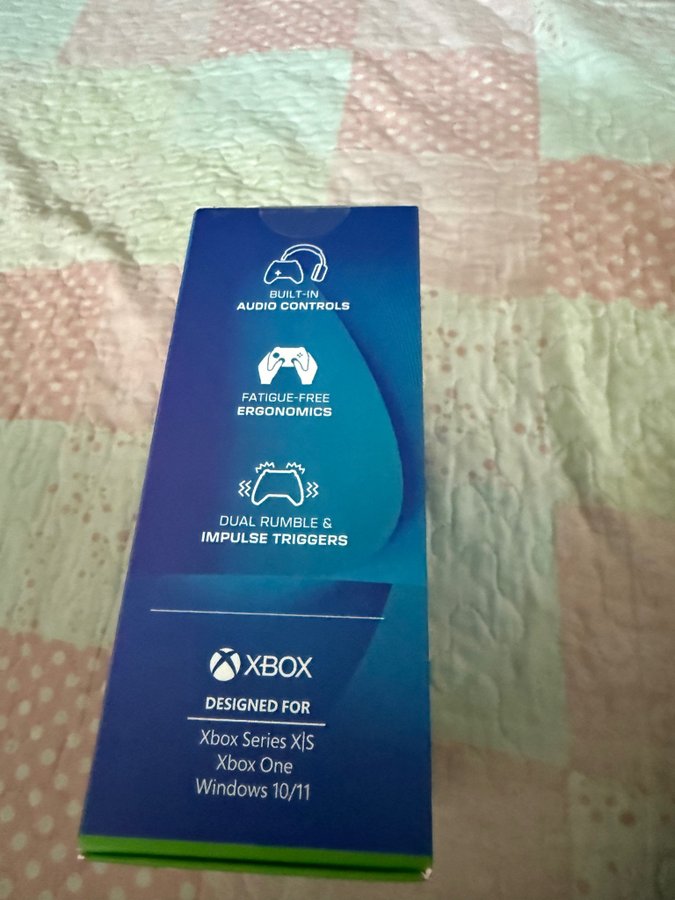 BUILT-IN
AUDIO CONTROLS
FATIGUE-FREE
ERGONOMICS
DUAL RUMBLE &
IMPULSE TRIGGERS
XBOX
DESIGNED FOR
Xbox Series X|S
Xbox One
Windows 10/11